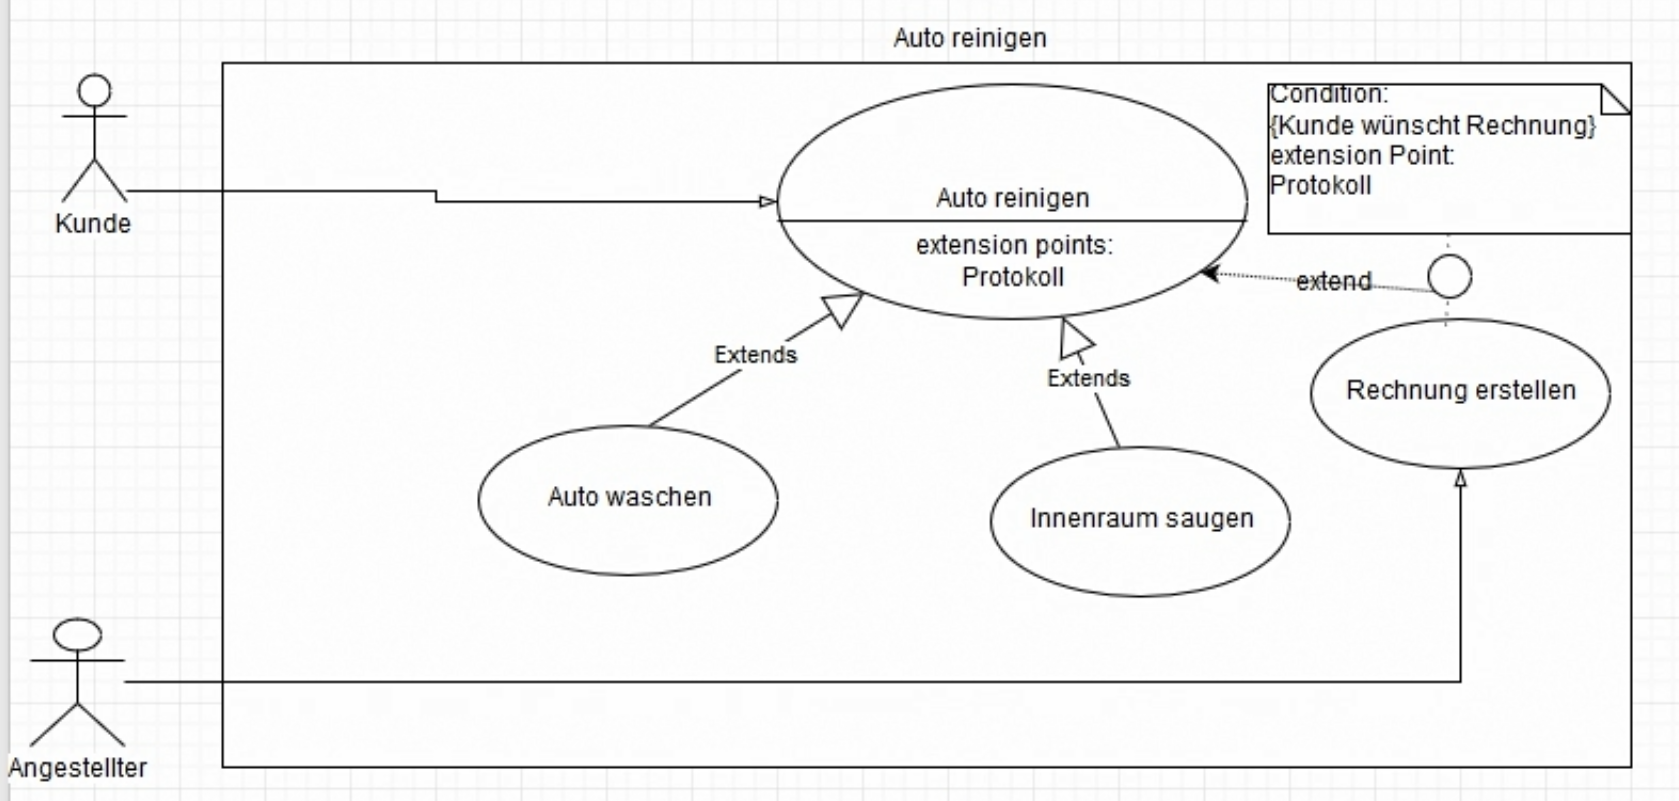 Auto reinigen
Condition:
{Kunde wünscht Rechnung}
extension Point:
Protokoll
Kunde
Auto reinigen
extension points:
Protokoll
extend
Extends
Extends
Rechnung erstellen
Auto waschen
Innenraum saugen
Angestellter